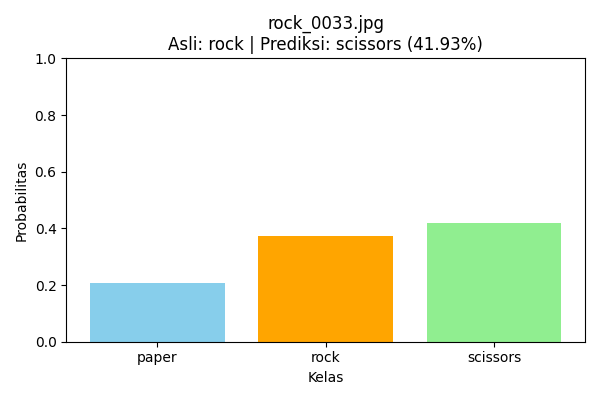 rock_0033.jpg
Asli: rock | Prediksi: scissors (41.93%)
1.0
0.8
0.6
0.4
0.2
0.0
Probabilitas
paper rock scissors
Kelas